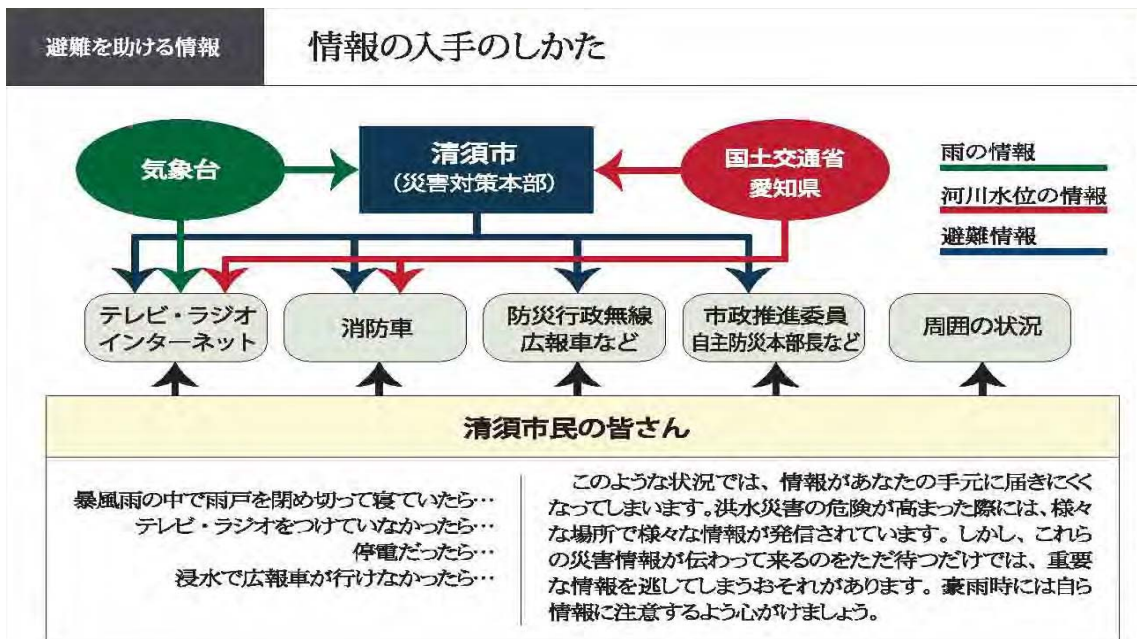 避難を助ける情報
情報の入手のしかた
気象台
清須市
（災害対策本部）
国土交通省
愛知県
雨の情報
河川水位の情報
避難情報
テレビ・ラジオ
インターネット
消防車
防災行政無線
広報車など
市政推進委員
自主防災本部長など
周囲の状況
清須市民の皆さん
暴風雨の中で雨戸を閉め切って寝ていたら…
テレビ・ラジオをつけていなかったら…
停電だったら…
浸水で広報車が行けなかったら…
このような状況では、情報があなたの手元に届きにくく
なってしまいます。洪水災害の危険が高まった際には、様々
な場所で様々な情報が発信されています。しかし、これら
の災害情報が伝わって来るのをただ待つだけでは、重要
な情報を逃してしまうおそれがあります。豪雨時には自ら
情報に注意するよう心がけましょう。